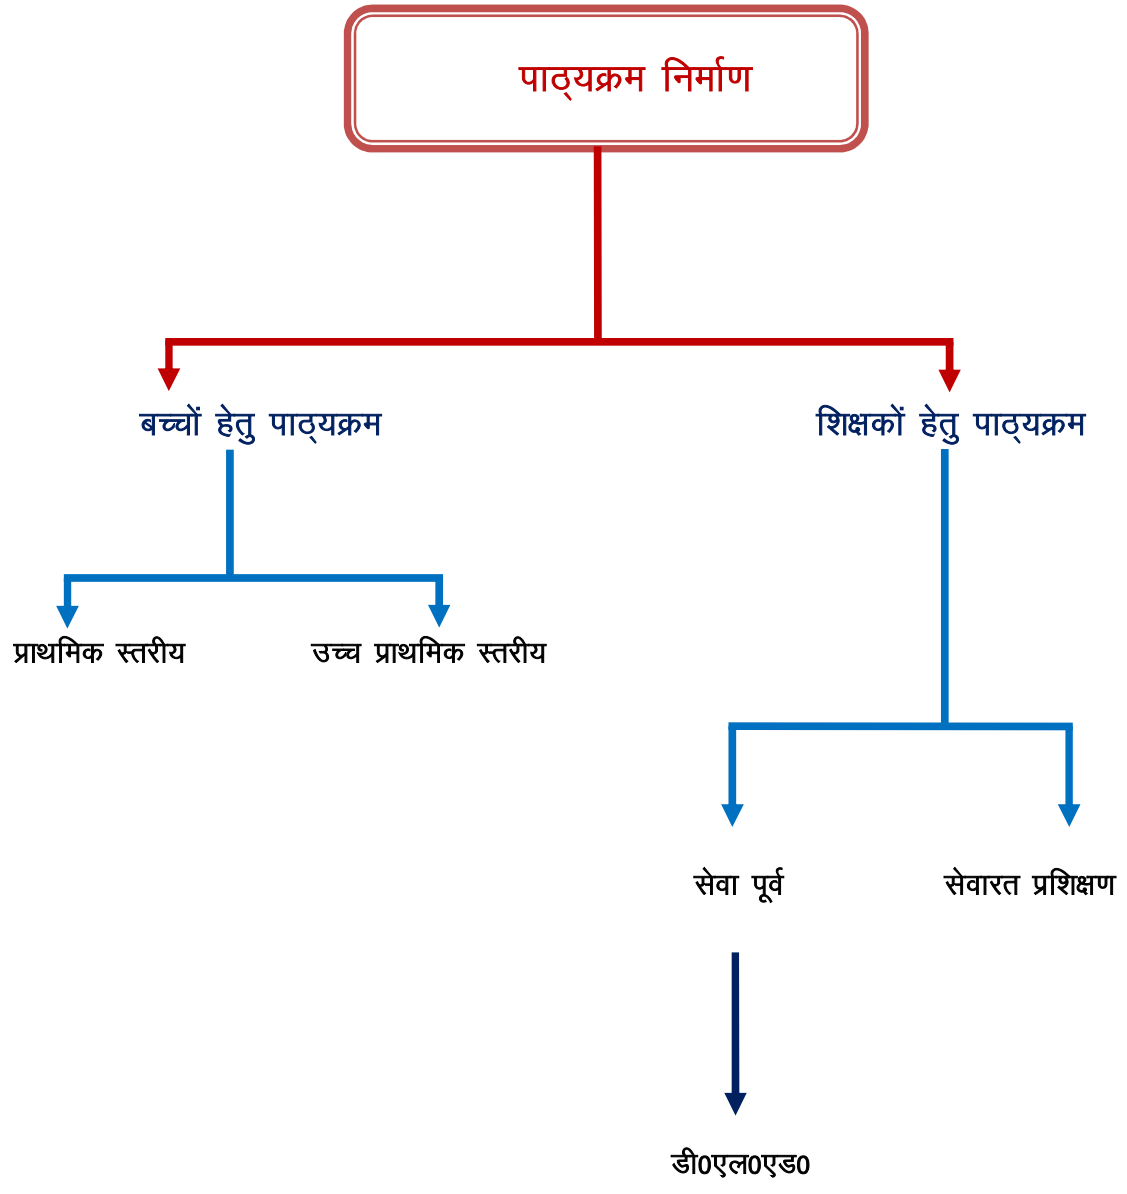 पाठ्यक्रम निर्माण
बच्चों हेतु पाठ्यक्रम
शिक्षकों हेतु पाठ्यक्रम
प्राथमिक स्तरीय
उच्च प्राथमिक स्तरीय
सेवा पूर्व
सेवारत प्रशिक्षण
डी0एल0एड0